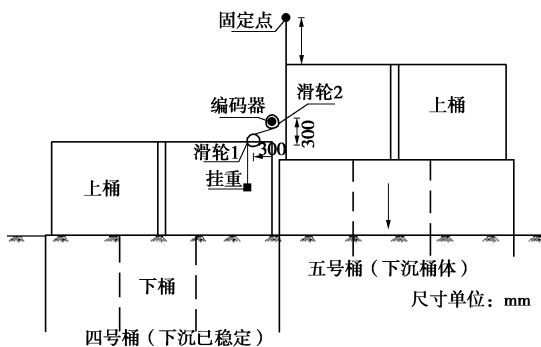 固定点
滑轮2
编码器
上桶
300
滑轮1
300
挂重
上桶
五号桶（下沉桶体）
下桶
尺寸单位：mm
四号桶（下沉已稳定）